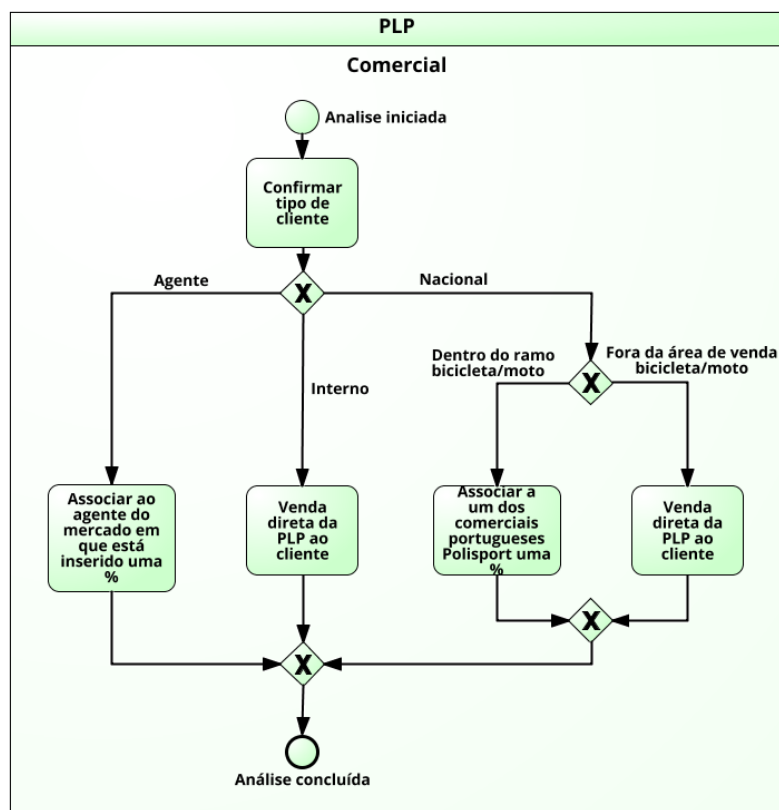 PLP
Comercial
Analise iniciada
Confirmar
tipo de
cliente
Agente
X
Nacional
Interno
Dentro do ramo
bicicleta/moto
X
Fora da área de venda
bicicleta/moto
Associar ao
agente do
mercado em
que está
inserido uma
%
Venda
direta da
PLP ao
cliente
Associar a
um dos
comerciais
portugueses
Polisport uma
%
Venda
direta da
PLP ao
cliente
X
X
Análise concluída